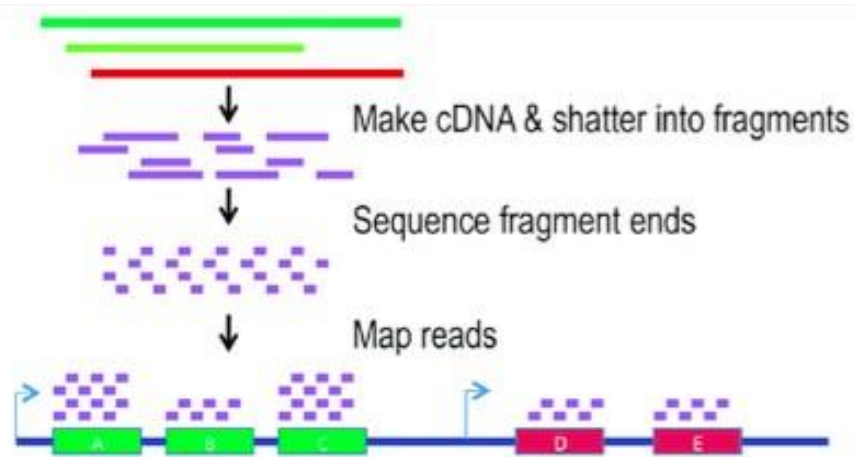 Make cDNA & shatter into fragments
Sequence fragment ends
Map reads
A B C D E